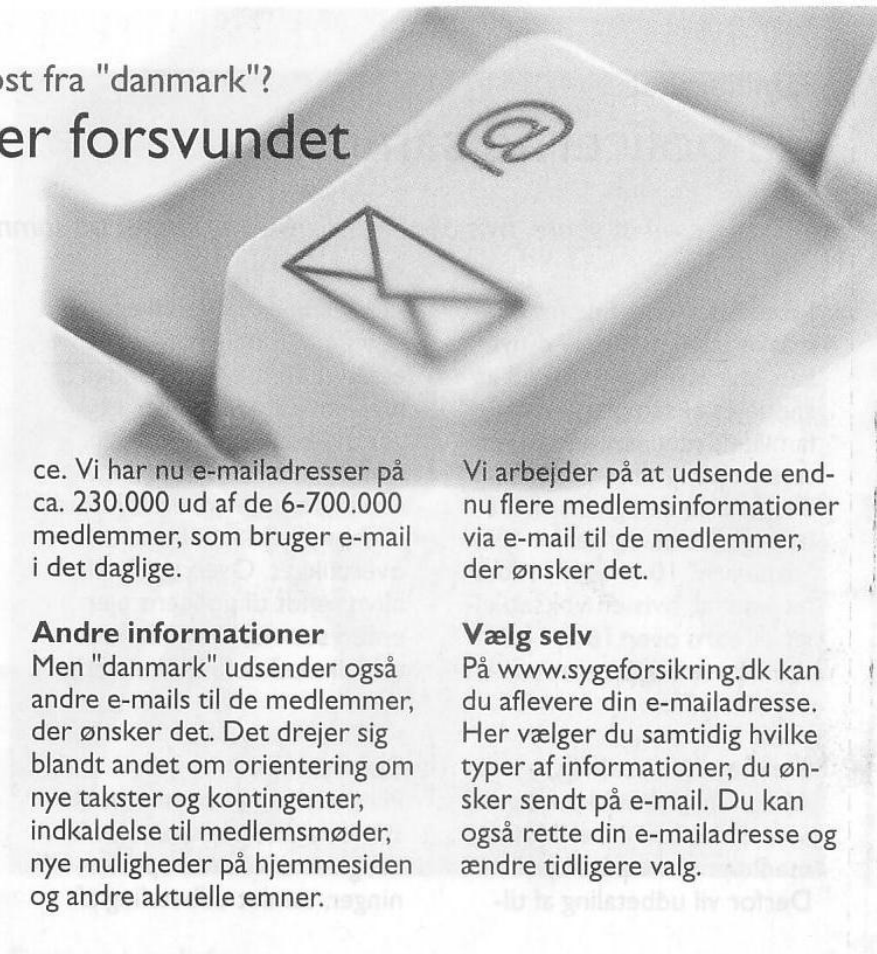 ost fra "danmark"?
er forsvundet
@
ce. Vi har nu e-mailadresser på
ca. 230.000 ud af de 6-700.000
medlemmer, som bruger e-mail
i det daglige.
Andre informationer
Men "danmark" udsender også
andre e-mails til de medlemmer,
der ønsker det. Det drejer sig
blandt andet om orientering om
nye takster og kontingenter,
indkaldelse til medlemsmøder,
nye muligheder på hjemmesiden
og andre aktuelle emner.
Vi arbejder på at udsende end-
nu flere medlemsinformationer
via e-mail til de medlemmer,
der ønsker det.
Vælg selv
På www.sygeforsikring.dk kan
du aflevere din e-mailadresse.
Her vælger du samtidig hvilke
typer af informationer, du øn-
sker sendt på e-mail. Du kan
også rette din e-mailadresse og
ændre tidligere valg.